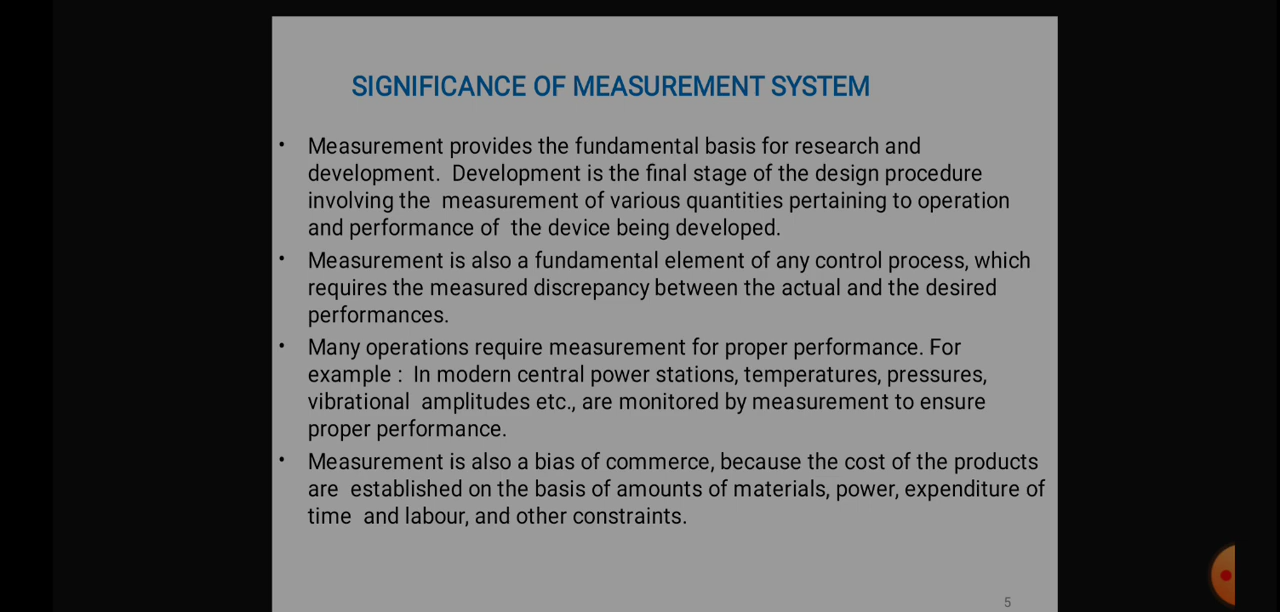 SIGNIFICANCE OF MEASUREMENT SYSTEM
• Measurement provides the fundamental basis for research and
development. Development is the final stage of the design procedure
involving the measurement of various quantities pertaining to operation
and performance of the device being developed.
• Measurement is also a fundamental element of any control process, which
requires the measured discrepancy between the actual and the desired
performances.
• Many operations require measurement for proper performance. For
example : In modern central power stations, temperatures, pressures,
vibrational amplitudes etc., are monitored by measurement to ensure
proper performance.
• Measurement is also a bias of commerce, because the cost of the products
are established on the basis of amounts of materials, power, expenditure of
time and labour, and other constraints.
5